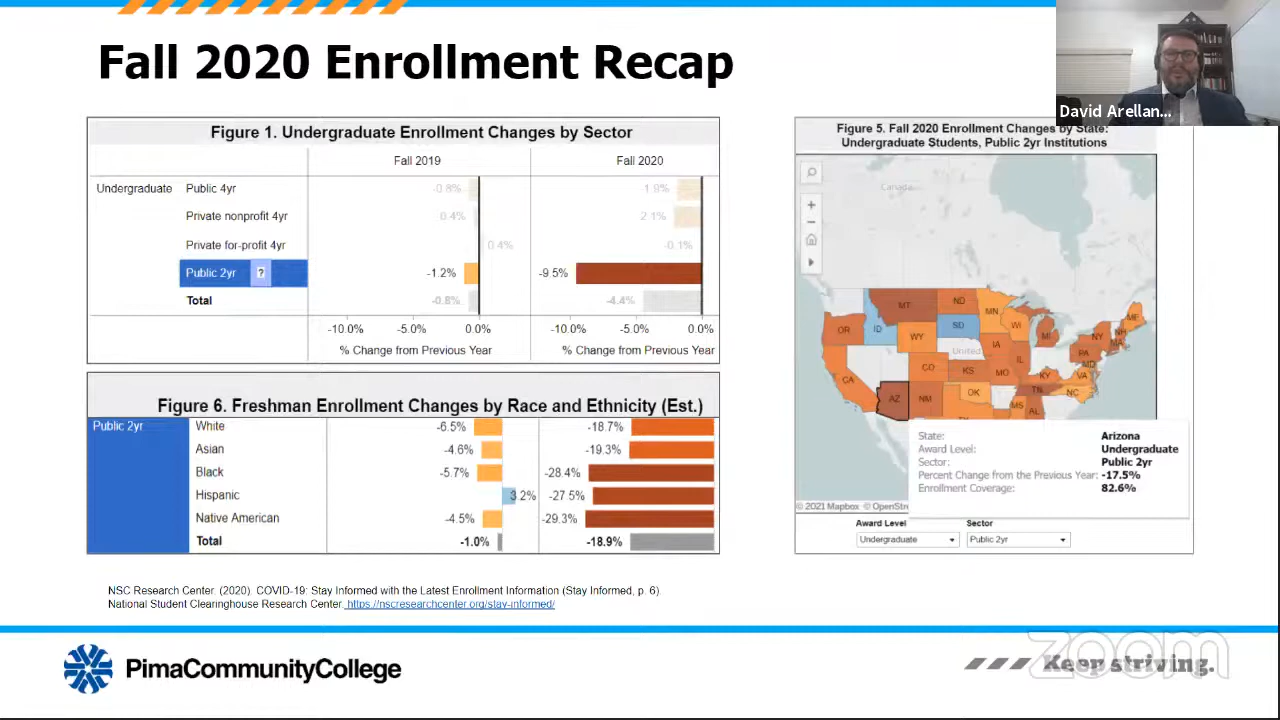 Fall 2020 Enrollment Recap
David Arellan...
Figure 1. Undergraduate Enrollment Changes by Sector
Fall 2019 Fall 2020
Undergraduate Public 4yr -0.8% 1.9%
Private nonprofit 4yr 0.4% 2.1%
Private for-profit 4yr 0.4% -0.1%
Public 2yr ? -1.2% -9.5%
Total -0.8% -4.4%
-10.0% -5.0% 0.0% -10.0% -5.0% 0.0%
% Change from Previous Year % Change from Previous Year
Figure 6. Freshman Enrollment Changes by Race and Ethnicity (Est.)
Public 2yr White -6.5% -18.7%
Asian -4.6% -19.3%
Black -5.7% -28.4%
Hispanic 3.2% -27.5%
Native American -4.5% -29.3%
Total -1.0% -18.9%
Figure 5. Fall 2020 Enrollment Changes by State:
Undergraduate Students, Public 2yr Institutions
Canada
MT ND MN
OR ID SD WI MI NY NH ME
WY United IA PA MA
CA CO KS MO IL KY VA MD
AZ NM OK TN NC
MS AL
State: Arizona
Award Level: Undergraduate
Sector: Public 2yr
Percent Change from the Previous Year: -17.5%
Enrollment Coverage: 82.6%
© 2021 Mapbox © OpenStre
Award Level Sector
Undergraduate Public 2yr
NSC Research Center. (2020). COVID-19: Stay Informed with the Latest Enrollment Information (Stay Informed, p. 6).
National Student Clearinghouse Research Center. https://nscresearchcenter.org/stay-informed/
PimaCommunityCollege
Keep striving.
zoom